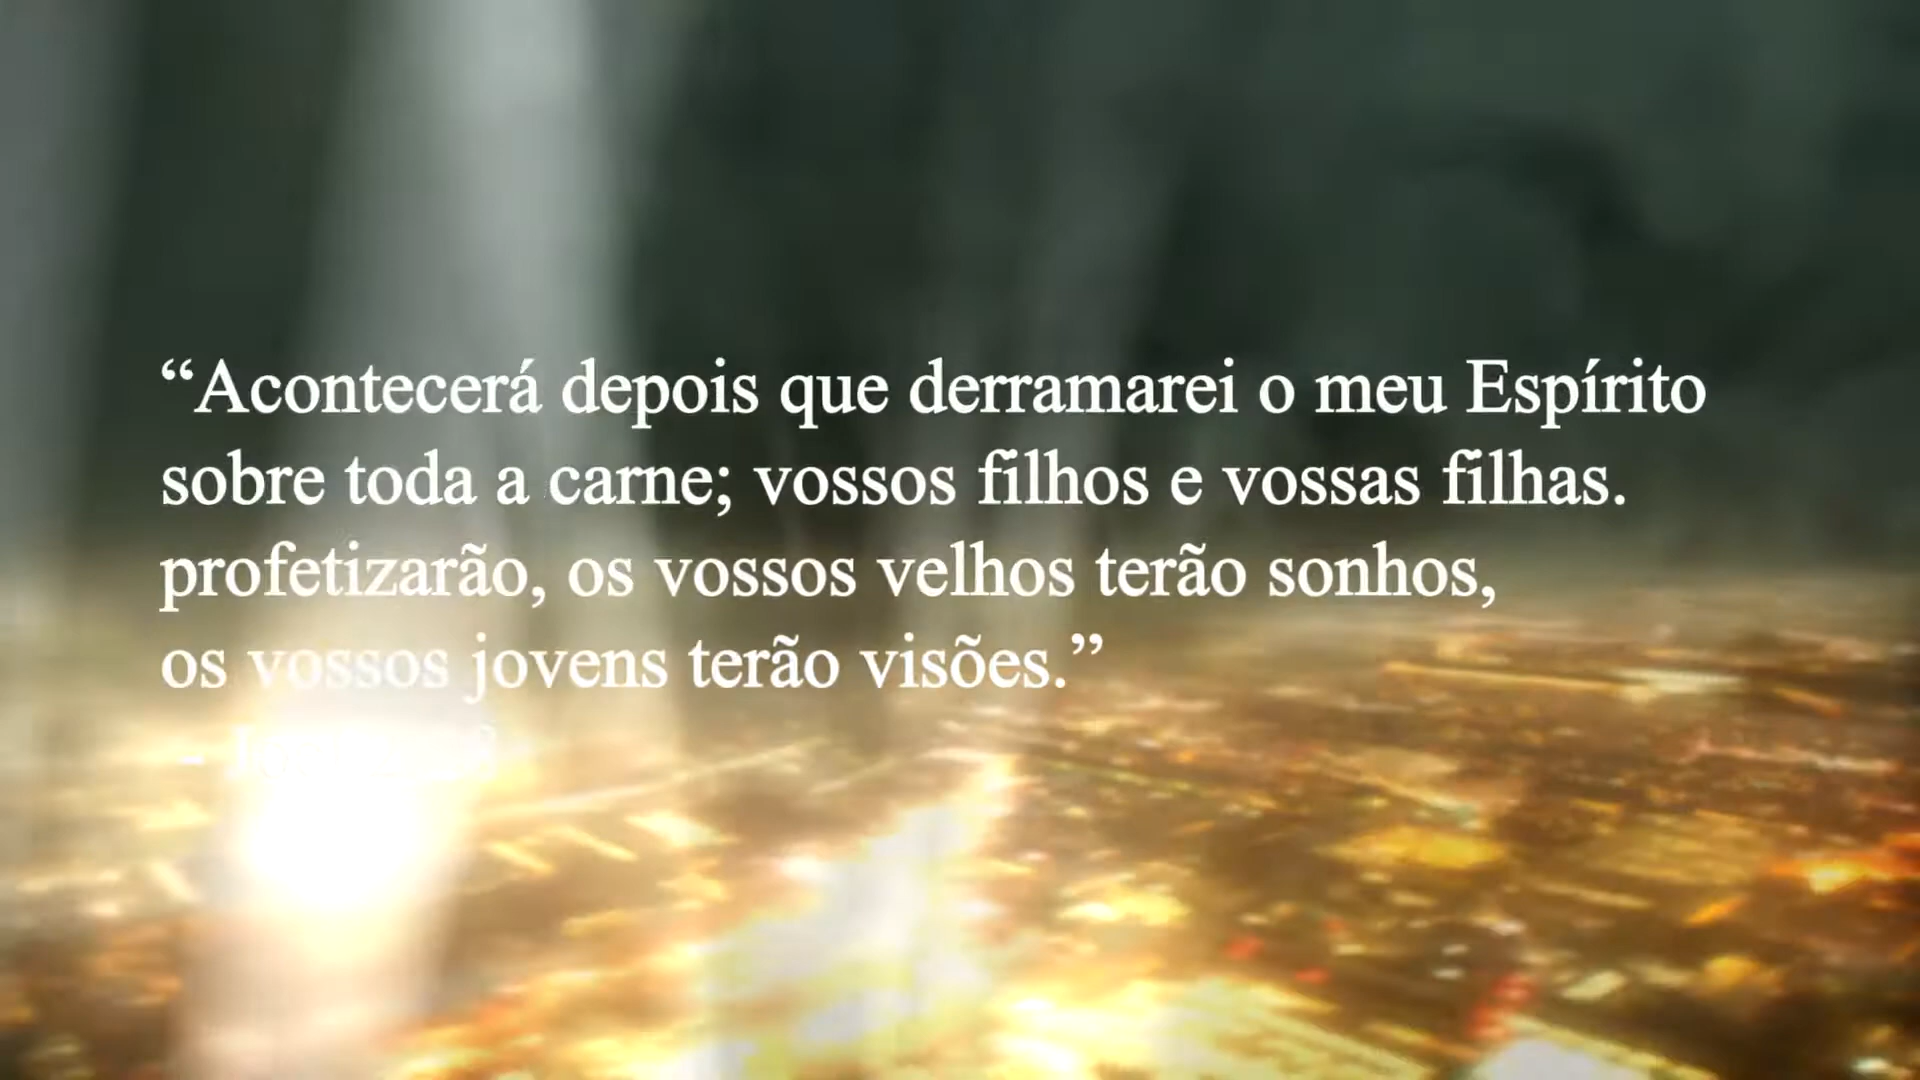 “Acontecerá depois que derramarei o meu Espírito
sobre toda a carne; vossos filhos e vossas filhas.
profetizarão, os vossos velhos terão sonhos,
os vossos jovens terão visões.”